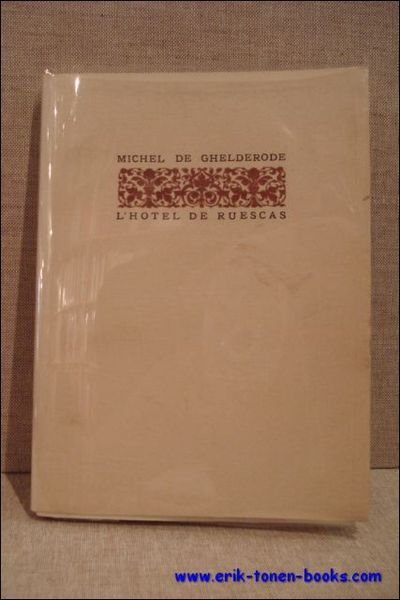 MICHEL DE GHELDERODE
L'HOTEL DE RUESCAS
www.erik-tonen-books.com